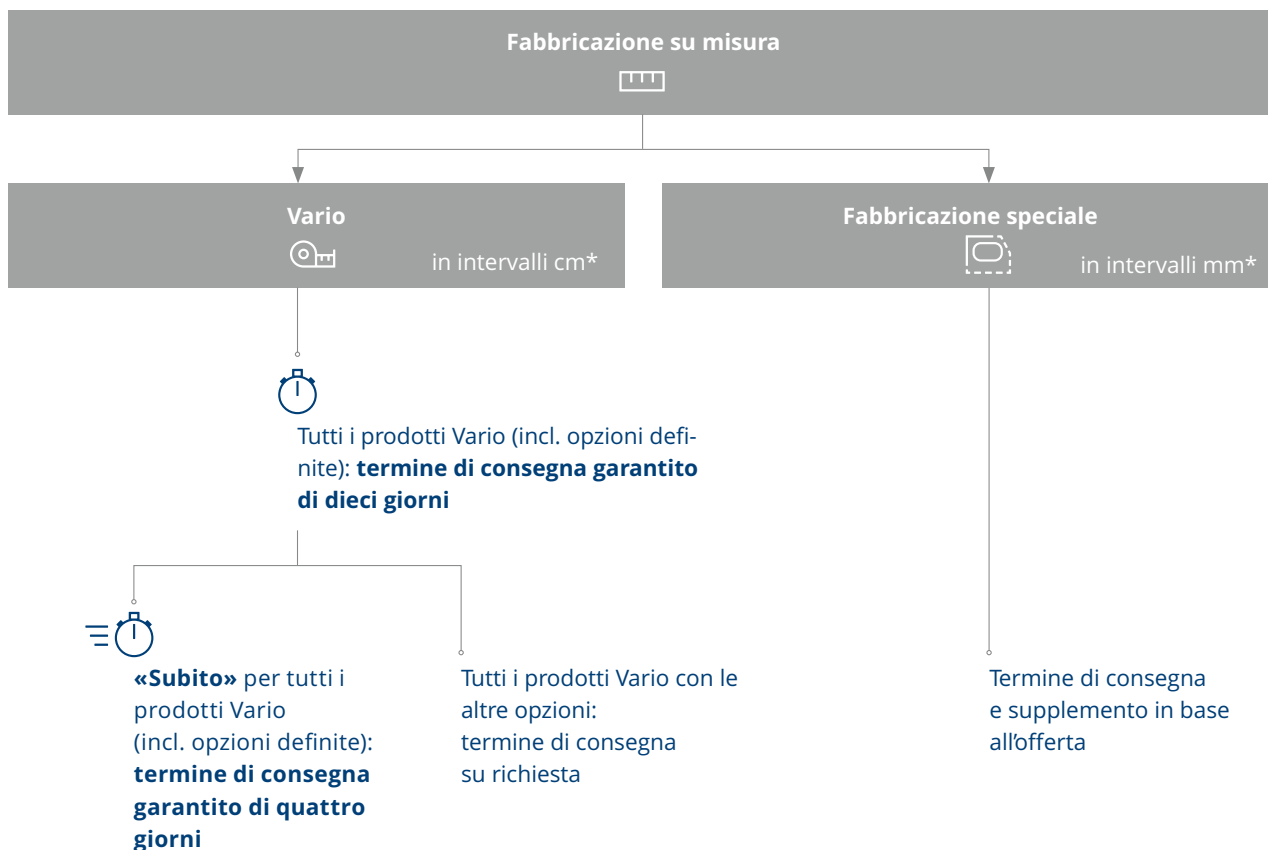 Fabbricazione su misura
Vario
in intervalli cm*
Fabbricazione speciale
in intervalli mm*
Tutti i prodotti Vario (incl. opzioni defi-
nite): termine di consegna garantito
di dieci giorni
«Subito» per tutti i
prodotti Vario
(incl. opzioni definite):
termine di consegna
garantito di quattro
giorni
Tutti i prodotti Vario con le
altre opzioni:
termine di consegna
su richiesta
Termine di consegna
e supplemento in base
all'offerta